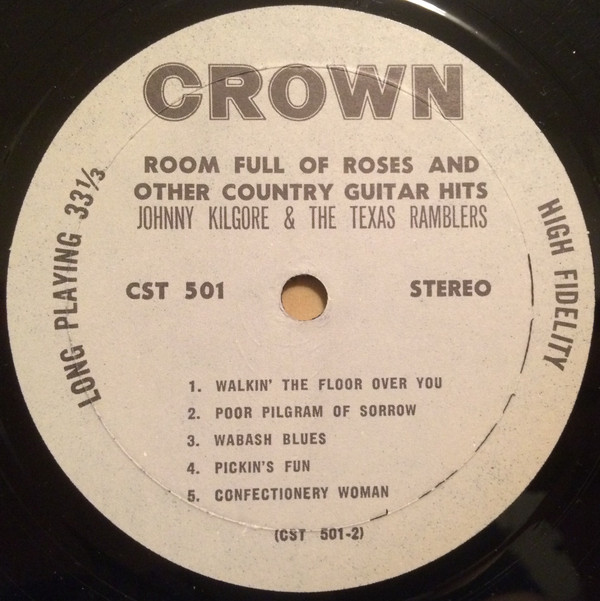 CROWN
ROOM FULL OF ROSES AND
OTHER COUNTRY GUITAR HITS
JOHNNY KILGORE & THE TEXAS RAMBLERS
LONG PLAYING 33⅓
HIGH FIDELITY
CST 501
STEREO
1. WALKIN' THE FLOOR OVER YOU
2. POOR PILGRAM OF SORROW
3. WABASH BLUES
4. PICKIN'S FUN
5. CONFECTIONERY WOMAN
(CST 501-2)